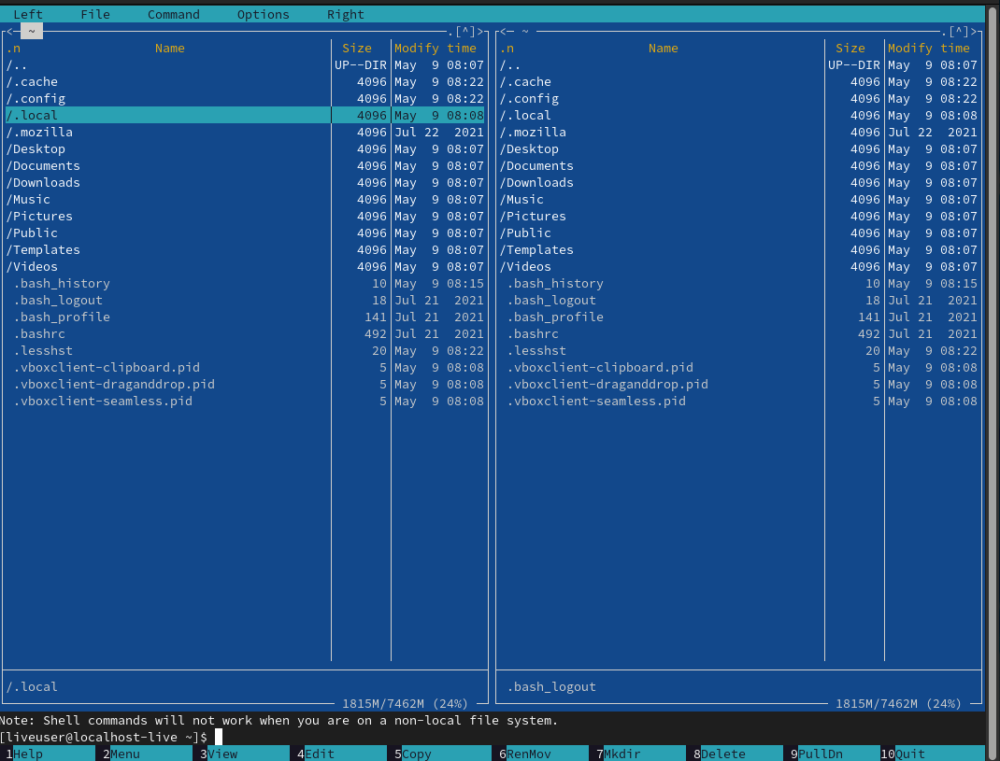 Left File Command Options Right
<─ ~ .[^]> <─ ~ .[^]>
.n Name Size Modify time .n Name Size Modify time
/.. UP--DIR May 9 08:07 /.. UP--DIR May 9 08:07
/.cache 4096 May 9 08:22 /.cache 4096 May 9 08:22
/.config 4096 May 9 08:22 /.config 4096 May 9 08:22
/.local 4096 May 9 08:08 /.local 4096 May 9 08:08
/.mozilla 4096 Jul 22 2021 /.mozilla 4096 Jul 22 2021
/Desktop 4096 May 9 08:07 /Desktop 4096 May 9 08:07
/Documents 4096 May 9 08:07 /Documents 4096 May 9 08:07
/Downloads 4096 May 9 08:07 /Downloads 4096 May 9 08:07
/Music 4096 May 9 08:07 /Music 4096 May 9 08:07
/Pictures 4096 May 9 08:07 /Pictures 4096 May 9 08:07
/Public 4096 May 9 08:07 /Public 4096 May 9 08:07
/Templates 4096 May 9 08:07 /Templates 4096 May 9 08:07
/Videos 4096 May 9 08:07 /Videos 4096 May 9 08:07
.bash_history 10 May 9 08:15 .bash_history 10 May 9 08:15
.bash_logout 18 Jul 21 2021 .bash_logout 18 Jul 21 2021
.bash_profile 141 Jul 21 2021 .bash_profile 141 Jul 21 2021
.bashrc 492 Jul 21 2021 .bashrc 492 Jul 21 2021
.lesshst 20 May 9 08:22 .lesshst 20 May 9 08:22
.vboxclient-clipboard.pid 5 May 9 08:08 .vboxclient-clipboard.pid 5 May 9 08:08
.vboxclient-draganddrop.pid 5 May 9 08:08 .vboxclient-draganddrop.pid 5 May 9 08:08
.vboxclient-seamless.pid 5 May 9 08:08 .vboxclient-seamless.pid 5 May 9 08:08
/.local .bash_logout
1815M/7462M (24%) 1815M/7462M (24%)
Note: Shell commands will not work when you are on a non-local file system.
[liveuser@localhost-live ~]$
1Help 2Menu 3View 4Edit 5Copy 6RenMov 7Mkdir 8Delete 9PullDn 10Quit